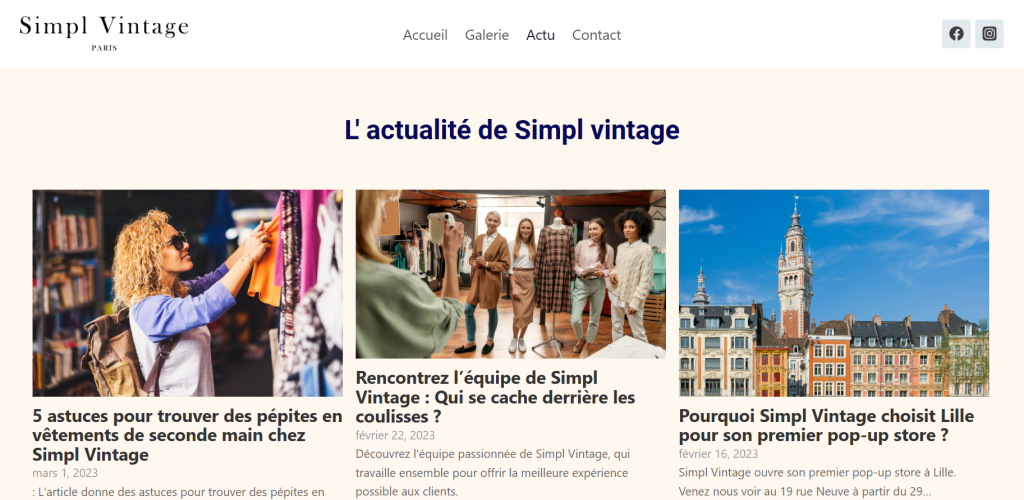 Simpl Vintage
PARIS
Accueil Galerie Actu Contact
L' actualité de Simpl vintage
5 astuces pour trouver des pépites en
vêtements de seconde main chez
Simpl Vintage
mars 1, 2023
: L'article donne des astuces pour trouver des pépites en
Rencontrez l’équipe de Simpl
Vintage : Qui se cache derrière les
coulisses ?
février 22, 2023
Découvrez l'équipe passionnée de Simpl Vintage, qui
travaille ensemble pour offrir la meilleure expérience
possible aux clients.
Pourquoi Simpl Vintage choisit Lille
pour son premier pop-up store ?
février 16, 2023
Simpl Vintage ouvre son premier pop-up store à Lille.
Venez nous voir au 19 rue Neuve à partir du 29...